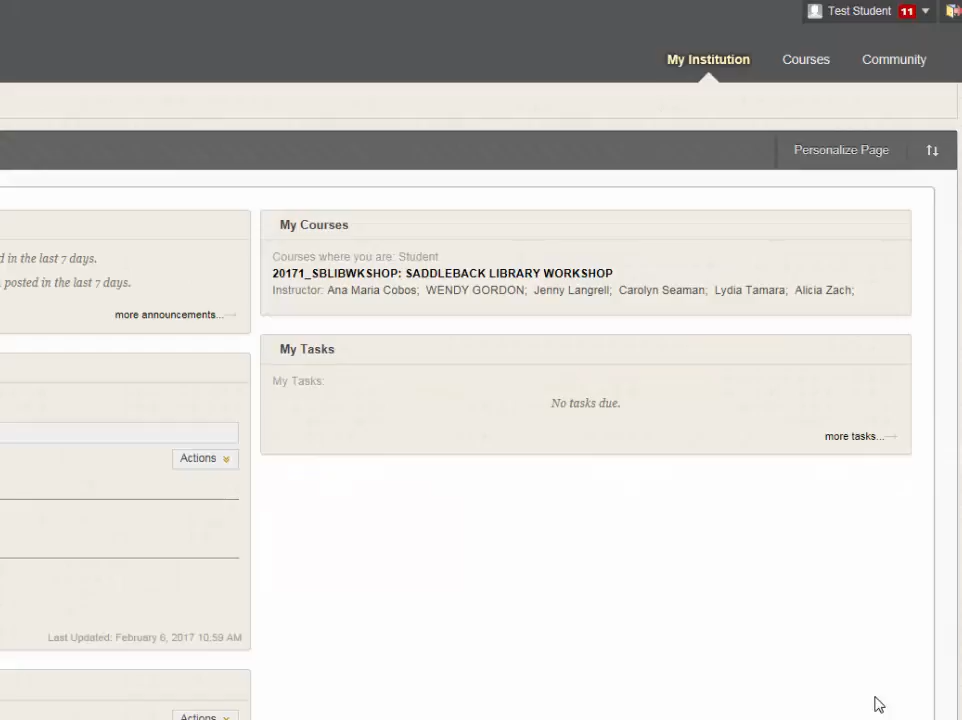 Test Student 11
My Institution Courses Community
Personalize Page
d in the last 7 days.
posted in the last 7 days.
more announcements...
Actions
Last Updated: February 6, 2017 10:59 AM
Actions
My Courses
Courses where you are: Student
20171_SBLIBWKSHOP: SADDLEBACK LIBRARY WORKSHOP
Instructor: Ana Maria Cobos; WENDY GORDON; Jenny Langrell; Carolyn Seaman; Lydia Tamara; Alicia Zach;
My Tasks
My Tasks:
No tasks due.
more tasks...